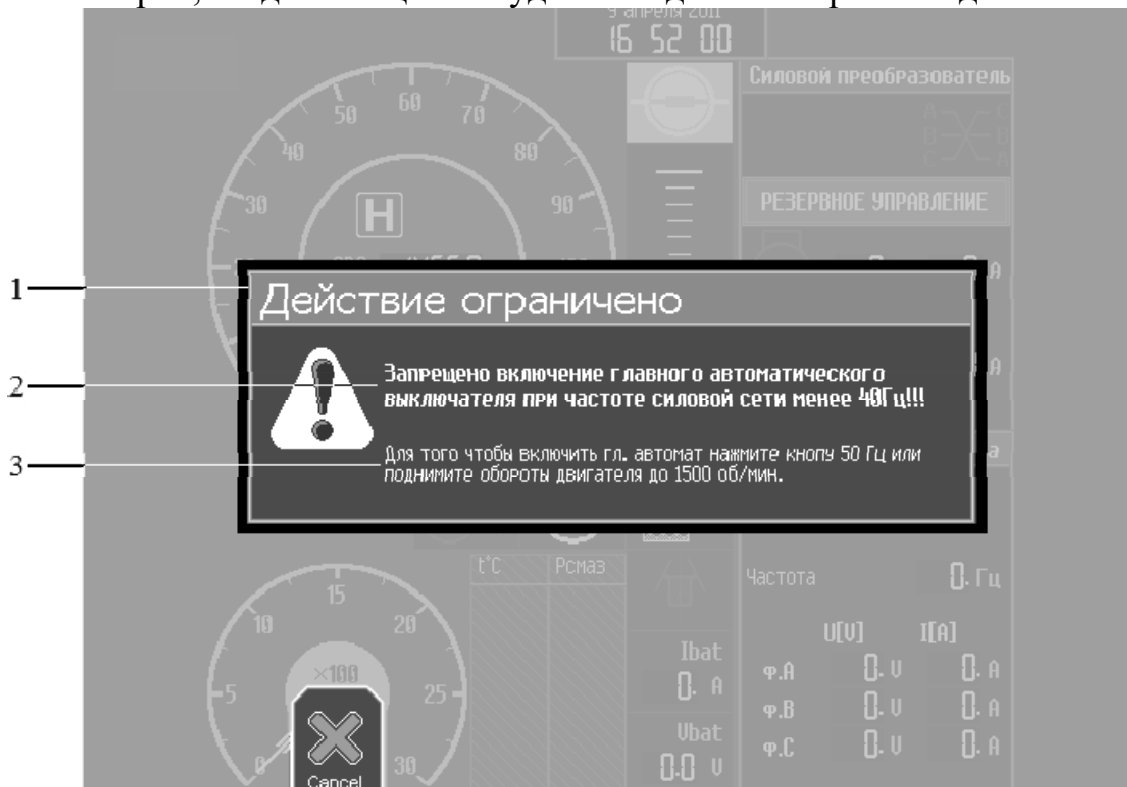 9 апреля 2011
16 52 00
Силовой преобразователь
РЕЗЕРВНОЕ УПРАВЛЕНИЕ
30
40
50
60
70
80
90
H
A
A
1
Действие ограничено
2
Запрещено включение главного автоматического
выключателя при частоте силовой сети менее 40Гц!!!
3
Для того чтобы включить гл. автомат нажмите кнопу 50 Гц или
поднимите обороты двигателя до 1500 об/мин.
а
t°C
Рсмаз
Частота 0. Гц
U[V] I[A]
ф.А 0. V 0. A
ф.В 0. V 0. A
ф.С 0. V 0. A
Ibat
0. A
Ubat
0.0 V
0
5
10
15
20
25
30
×100
Cancel